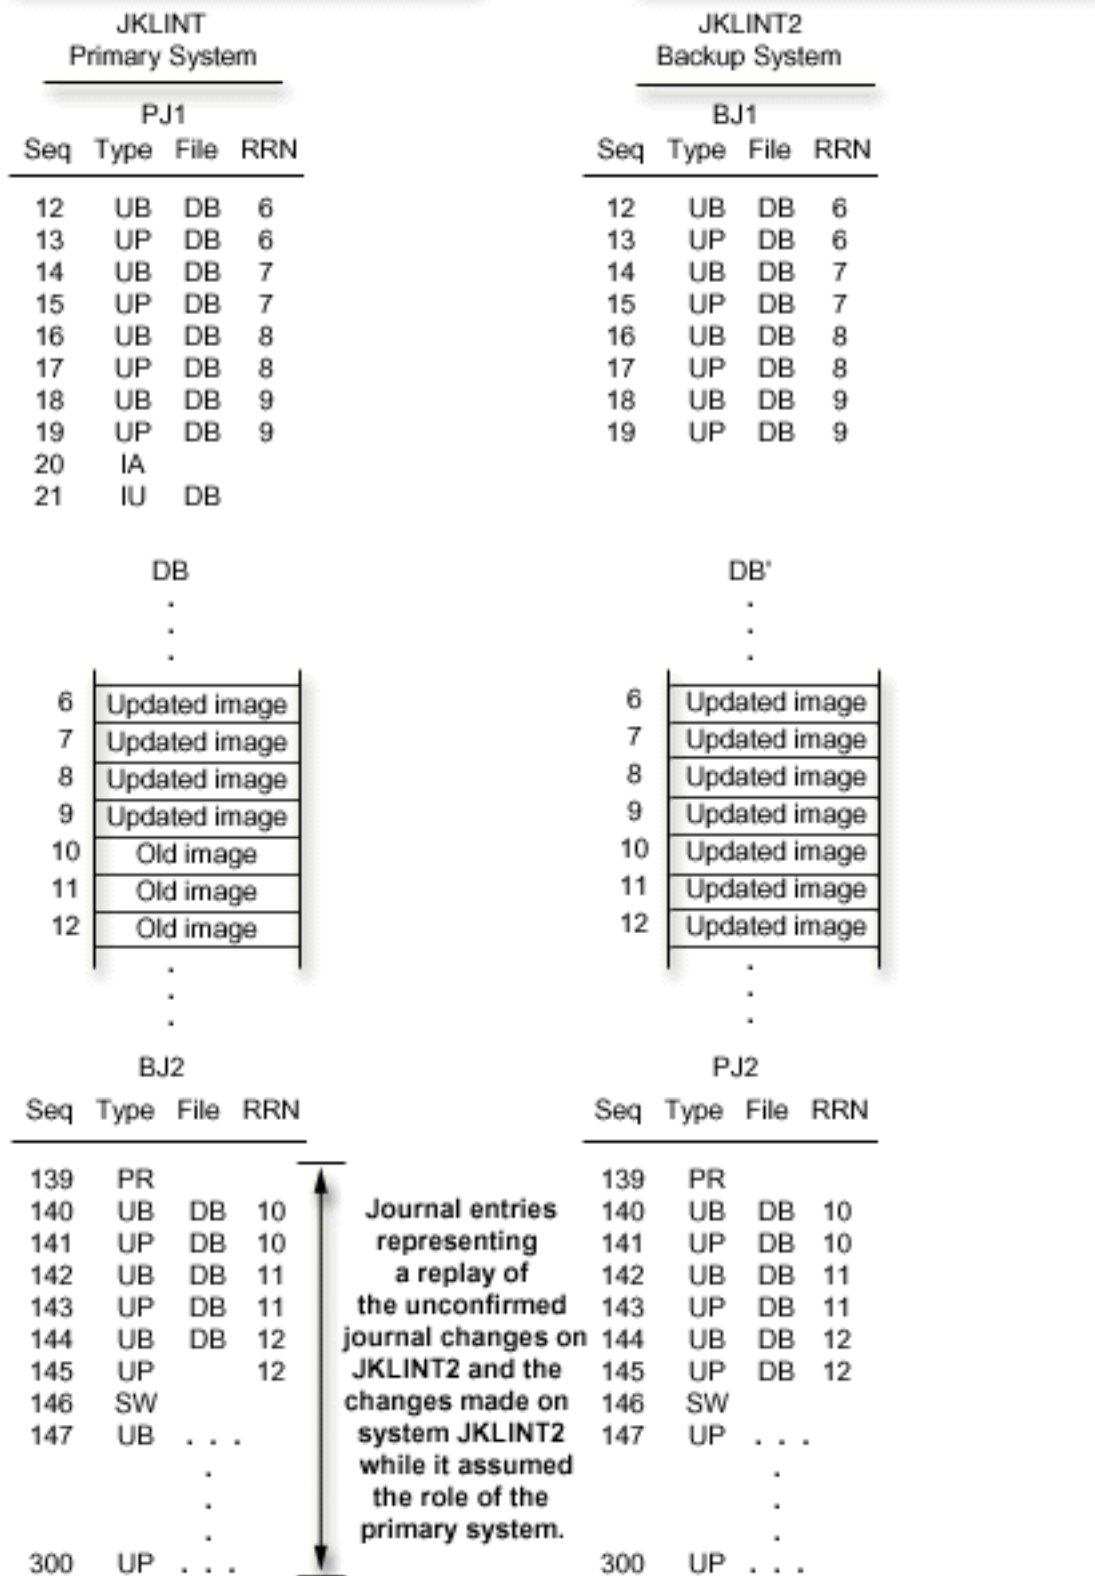 JKLINT
Primary System
JKLINT2
Backup System
PJ1
Seq Type File RRN
12 UB DB 6
13 UP DB 6
14 UB DB 7
15 UP DB 7
16 UB DB 8
17 UP DB 8
18 UB DB 9
19 UP DB 9
20 IA
21 IU DB
BJ1
Seq Type File RRN
12 UB DB 6
13 UP DB 6
14 UB DB 7
15 UP DB 7
16 UB DB 8
17 UP DB 8
18 UB DB 9
19 UP DB 9
DB
.
.
.
6 Updated image
7 Updated image
8 Updated image
9 Updated image
10 Old image
11 Old image
12 Old image
.
.
.
DB'
.
.
.
6 Updated image
7 Updated image
8 Updated image
9 Updated image
10 Updated image
11 Updated image
12 Updated image
.
.
.
BJ2
Seq Type File RRN
139 PR
140 UB DB 10
141 UP DB 10
142 UB DB 11
143 UP DB 11
144 UB DB 12
145 UP 12
146 SW
147 UB . . .
.
.
.
300 UP . . .
Journal entries
representing
a replay of
the unconfirmed
journal changes on
JKLINT2 and the
changes made on
system JKLINT2
while it assumed
the role of the
primary system.
PJ2
Seq Type File RRN
139 PR
140 UB DB 10
141 UP DB 10
142 UB DB 11
143 UP DB 11
144 UB DB 12
145 UP DB 12
146 SW
147 UP . . .
.
.
.
300 UP . . .